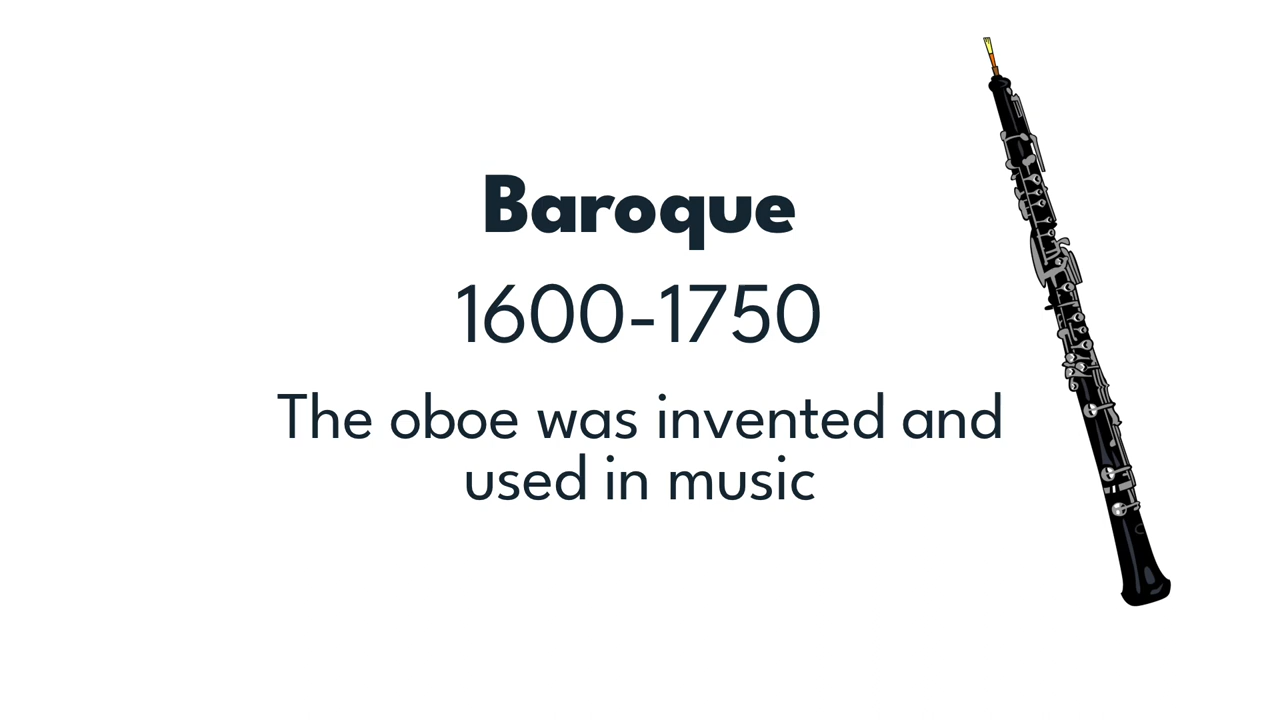 Baroque
1600-1750
The oboe was invented and
used in music